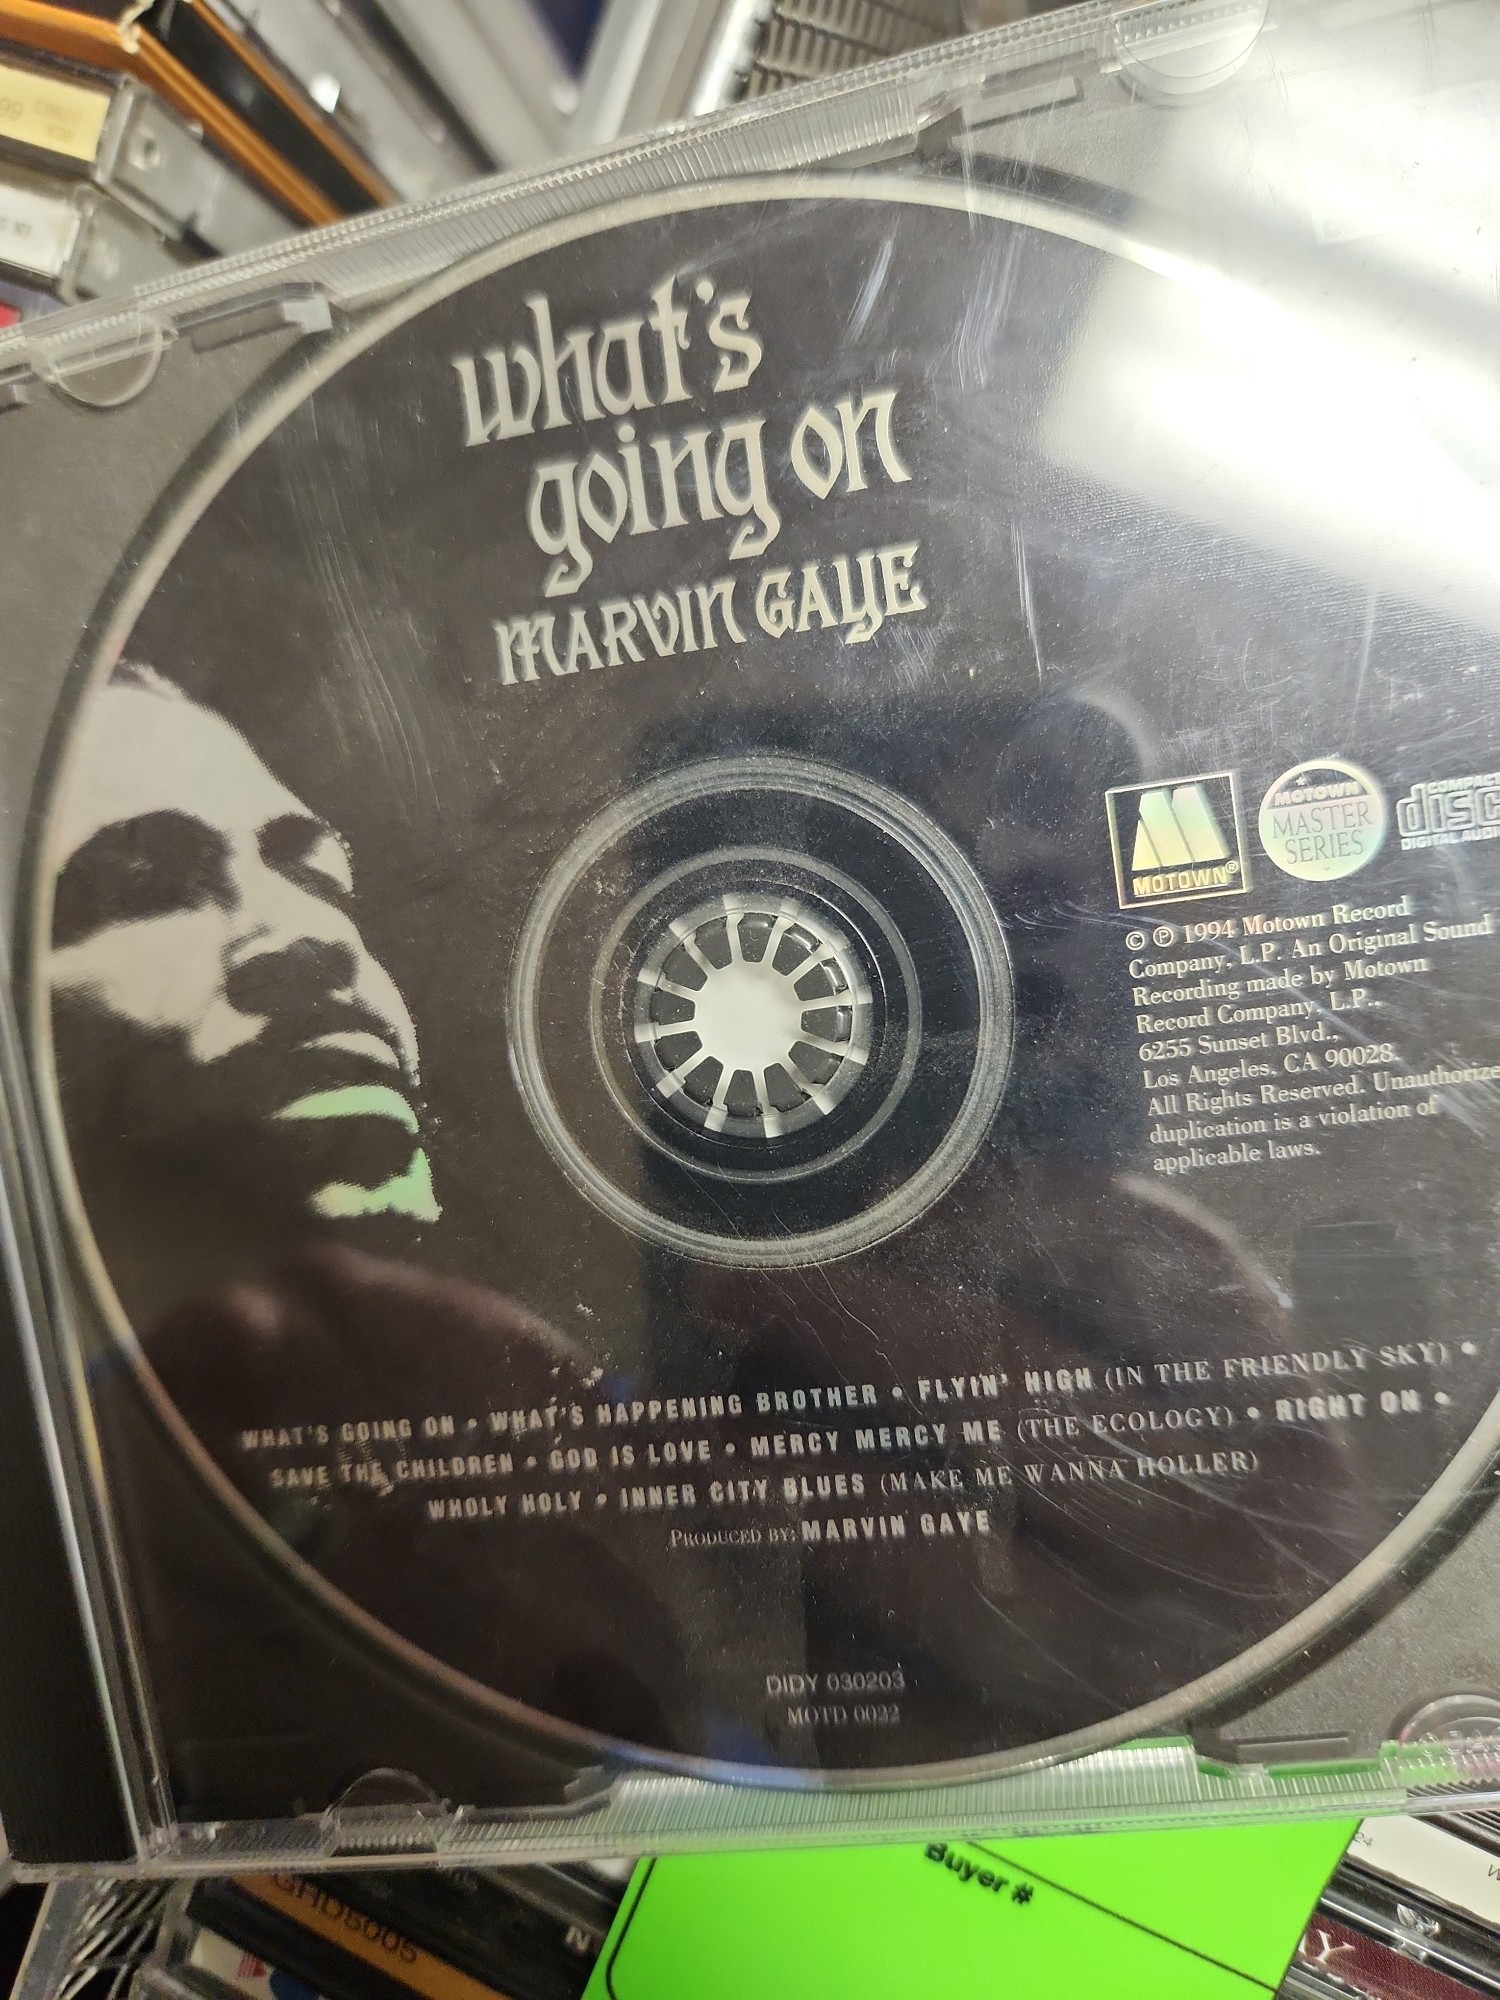 what's
going on
MARVIN GAYE
MOTOWN®
MOTOWN
MASTER
SERIES
COMPACT
disc
DIGITAL AUDIO
© ℗ 1994 Motown Record
Company, L.P. An Original Sound
Recording made by Motown
Record Company, L.P.,
6255 Sunset Blvd.,
Los Angeles, CA 90028.
All Rights Reserved. Unauthorize
duplication is a violation of
applicable laws.
WHAT'S GOING ON • WHAT'S HAPPENING BROTHER • FLYIN' HIGH (IN THE FRIENDLY SKY) •
SAVE THE CHILDREN • GOD IS LOVE • MERCY MERCY ME (THE ECOLOGY) • RIGHT ON •
WHOLY HOLY • INNER CITY BLUES (MAKE ME WANNA HOLLER)
PRODUCED BY: MARVIN GAYE
DIDY 030203
MOTD 0022
Buyer #
GHD5005